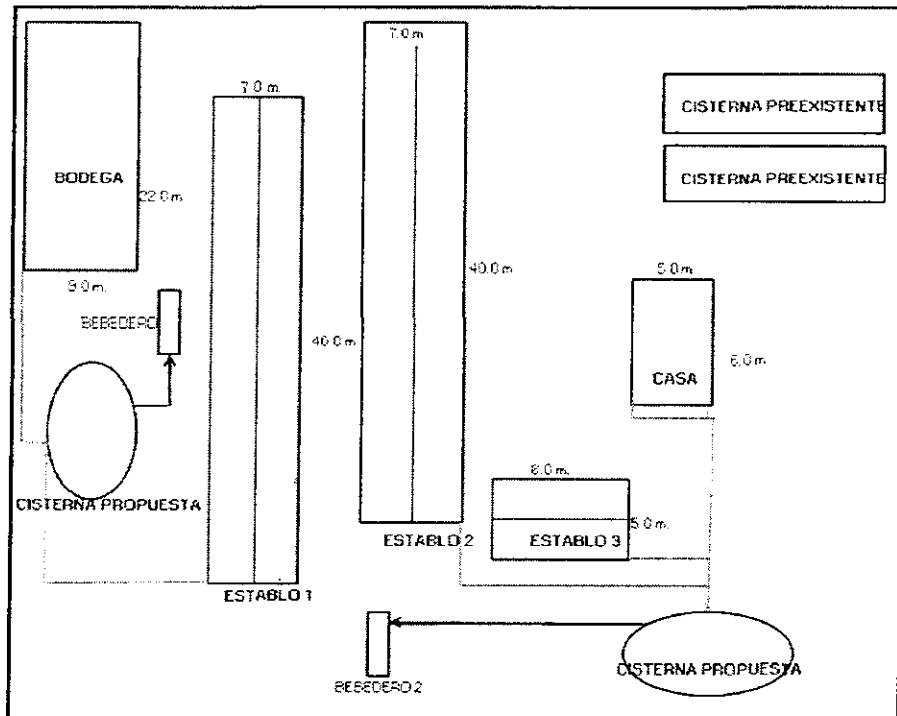 7.0 m.
7.0 m.
CISTERNA PREEXISTENTE
BODEGA
22.0 m.
CISTERNA PREEXISTENTE
9.0 m.
40.0 m.
5.0 m.
BEBEDERO
40.0 m.
6.0 m.
CASA
8.0 m.
CISTERNA PROPUESTA
5.0 m.
ESTABLO 2
ESTABLO 3
ESTABLO 1
CISTERNA PROPUESTA
BEBEDERO 2